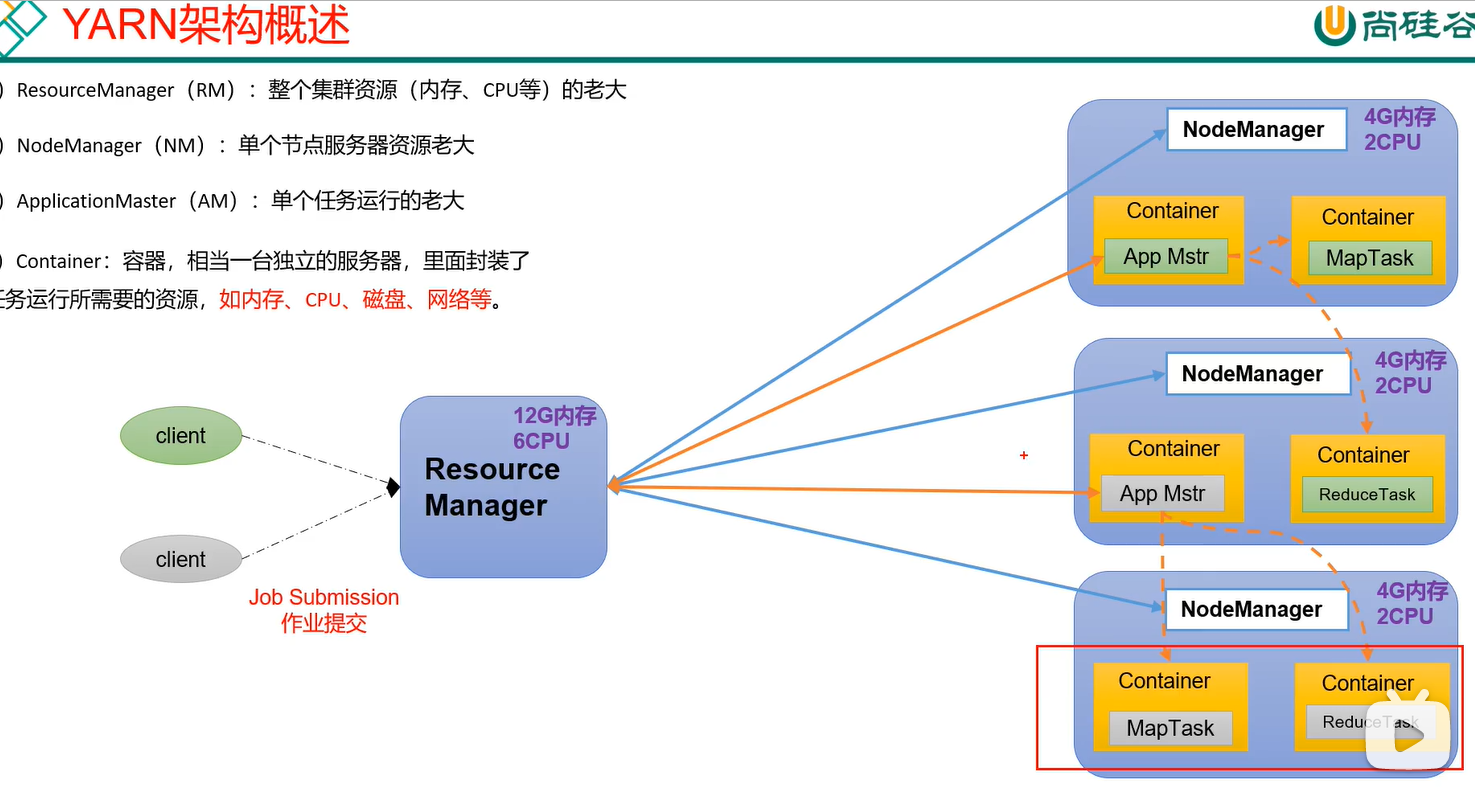 YARN架构概述
尚硅谷
）ResourceManager（RM）：整个集群资源（内存、CPU等）的老大
）NodeManager（NM）：单个节点服务器资源老大
）ApplicationMaster（AM）：单个任务运行的老大
）Container：容器，相当一台独立的服务器，里面封装了
任务运行所需要的资源，如内存、CPU、磁盘、网络等。
client
client
Job Submission
作业提交
12G内存
6CPU
Resource
Manager
NodeManager
4G内存
2CPU
Container
App Mstr
Container
MapTask
NodeManager
4G内存
2CPU
Container
App Mstr
Container
ReduceTask
NodeManager
4G内存
2CPU
Container
MapTask
Container
ReduceTask